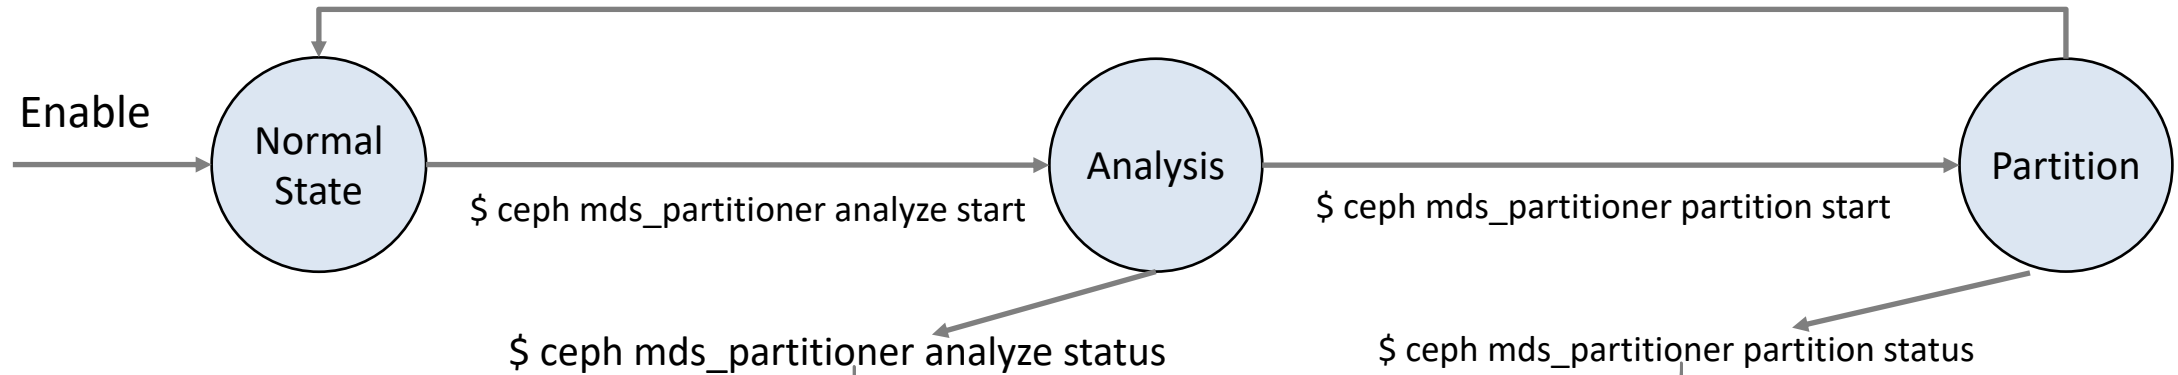 Enable
Normal
State
$ ceph mds_partitioner analyze start
Analysis
$ ceph mds_partitioner partition start
Partition
$ ceph mds_partitioner analyze status
$ ceph mds_partitioner partition status